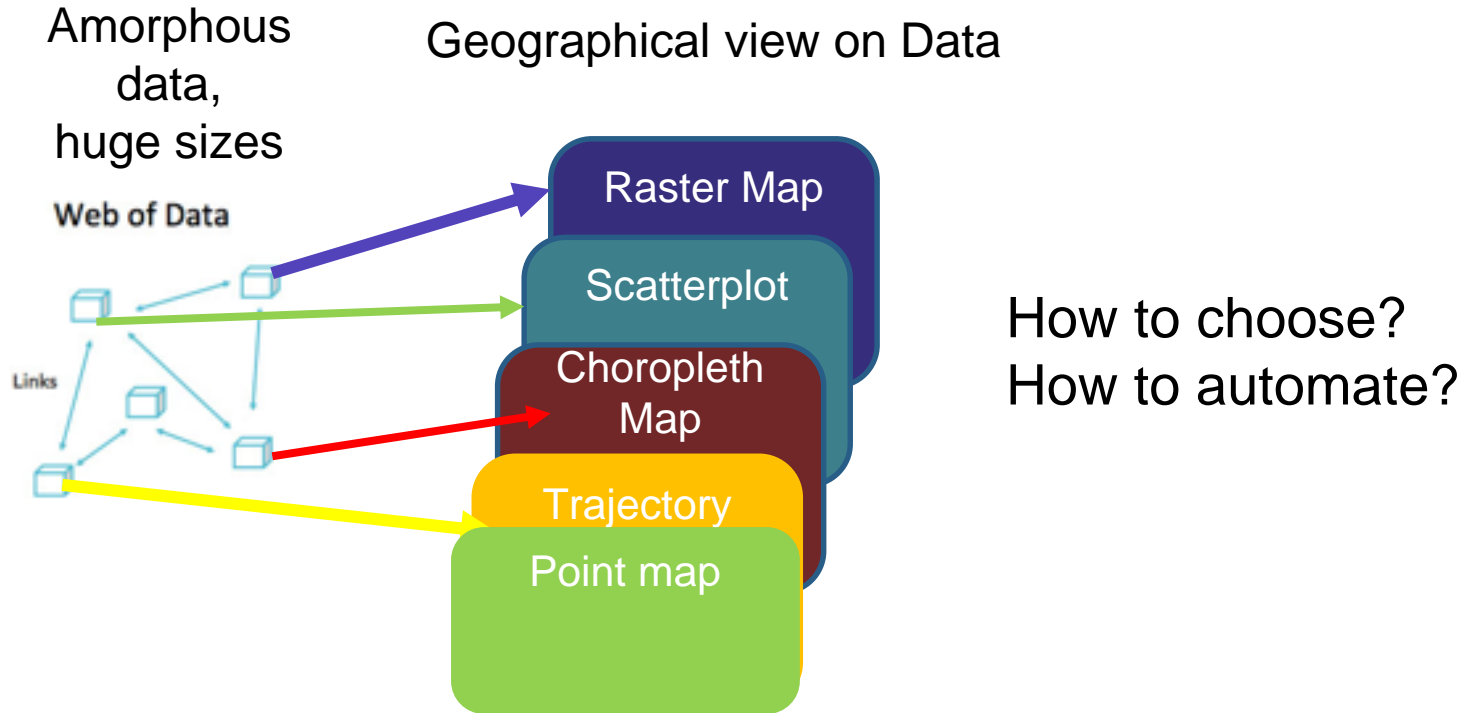 Amorphous
data,
huge sizes
Geographical view on Data
Web of Data
Links
Raster Map
Scatterplot
Choropleth
Map
Trajectory
Point map
How to choose?
How to automate?